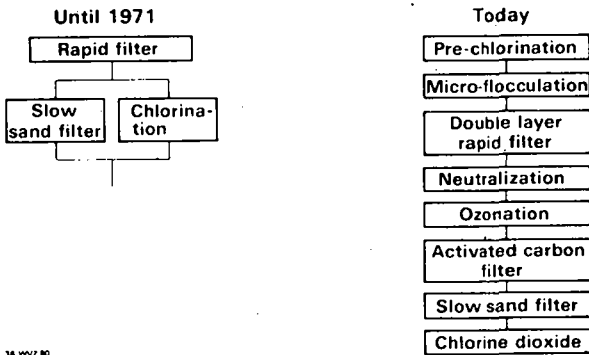 Until 1971
Rapid filter
Slow
sand filter
Chlorina-
tion
Today
Pre-chlorination
Micro-flocculation
Double layer
rapid filter
Neutralization
Ozonation
Activated carbon
filter
Slow sand filter
Chlorine dioxide